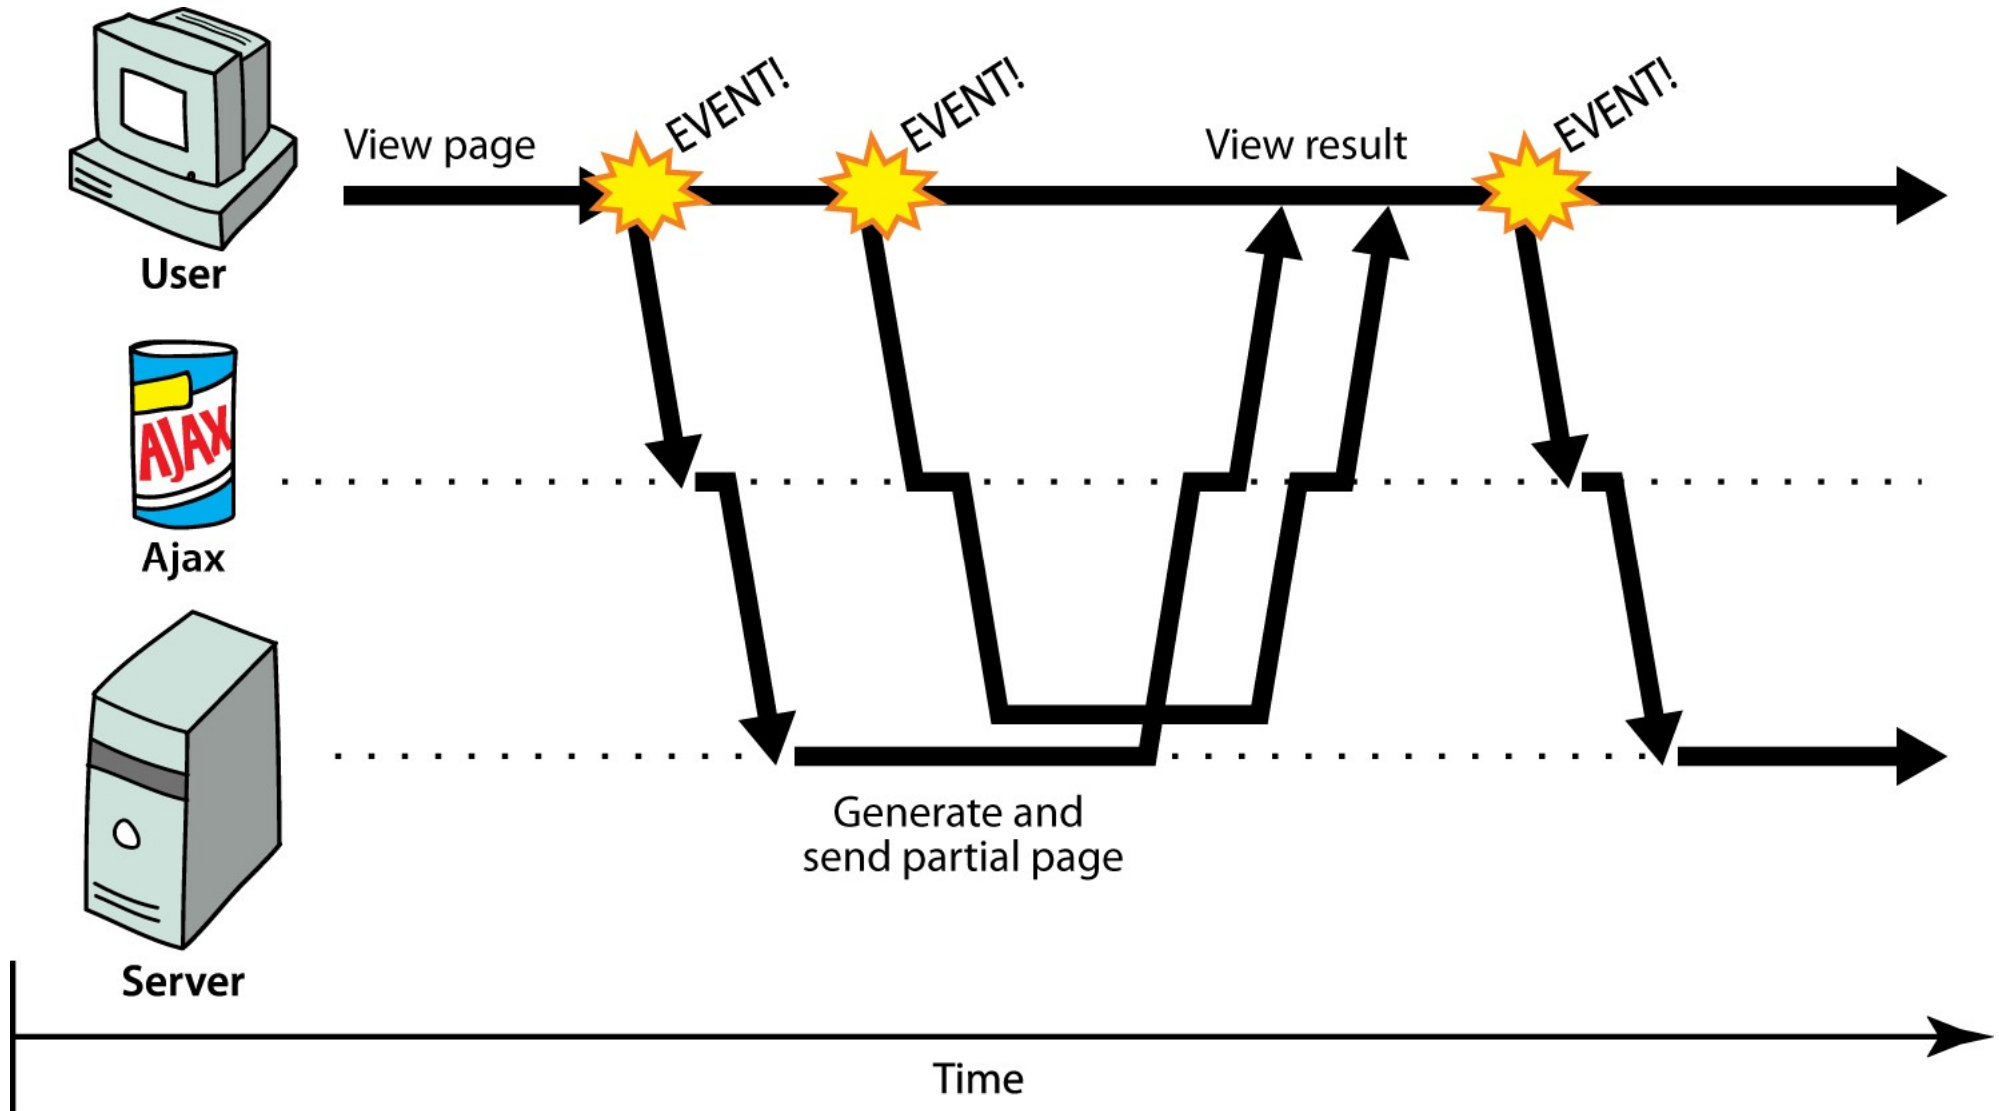 View page
EVENT!
EVENT!
View result
EVENT!
User
AJAX
Ajax
Generate and
send partial page
Server
Time